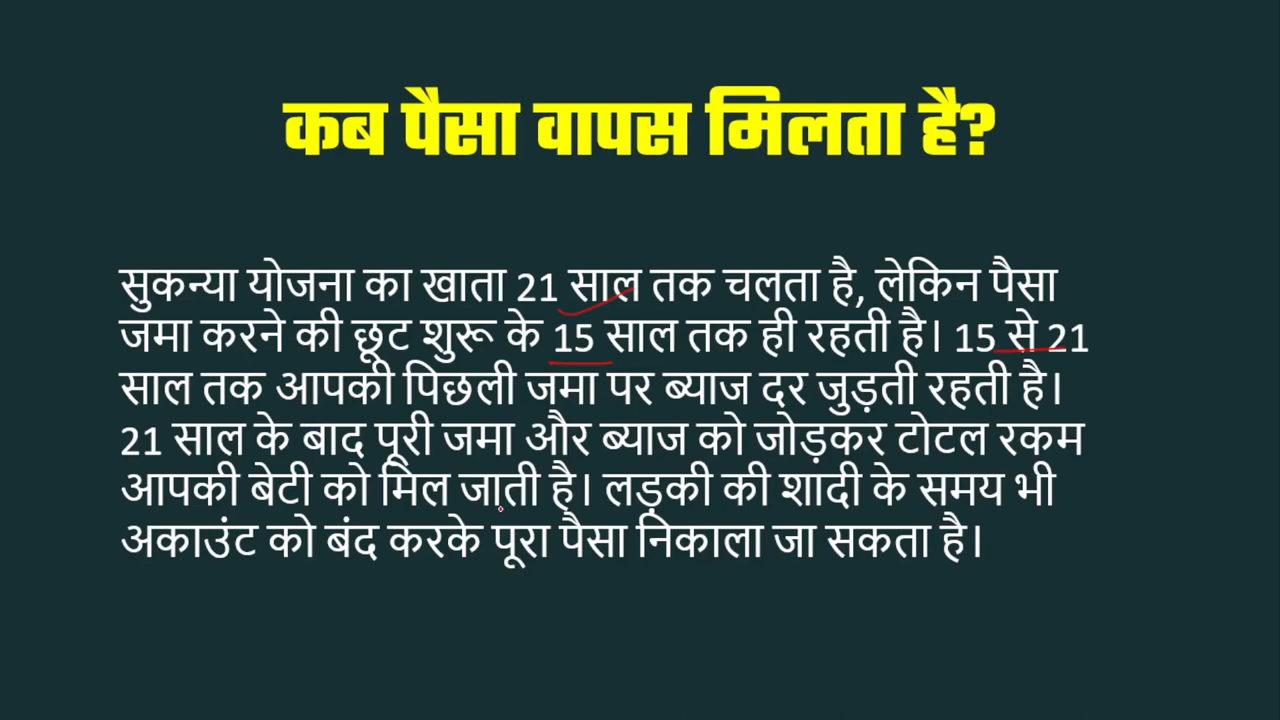 कब पैसा वापस मिलता है?
सुकन्या योजना का खाता 21 साल तक चलता है, लेकिन पैसा
जमा करने की छूट शुरू के 15 साल तक ही रहती है। 15 से 21
साल तक आपकी पिछली जमा पर ब्याज दर जुड़ती रहती है।
21 साल के बाद पूरी जमा और ब्याज को जोड़कर टोटल रकम
आपकी बेटी को मिल जाती है। लड़की की शादी के समय भी
अकाउंट को बंद करके पूरा पैसा निकाला जा सकता है।